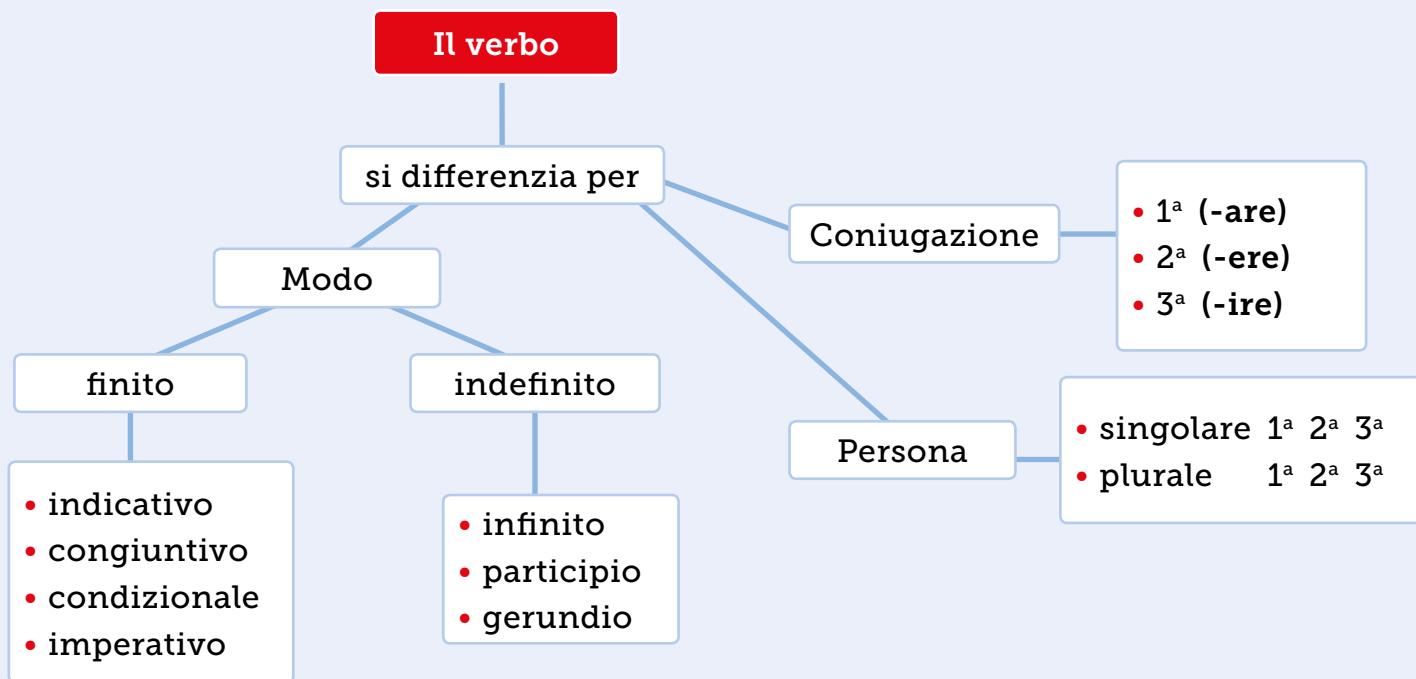 Il verbo
si differenzia per
Modo
finito
• indicativo
• congiuntivo
• condizionale
• imperativo
indefinito
• infinito
• participio
• gerundio
Coniugazione
• 1ª (-are)
• 2ª (-ere)
• 3ª (-ire)
Persona
• singolare 1ª 2ª 3ª
• plurale 1ª 2ª 3ª